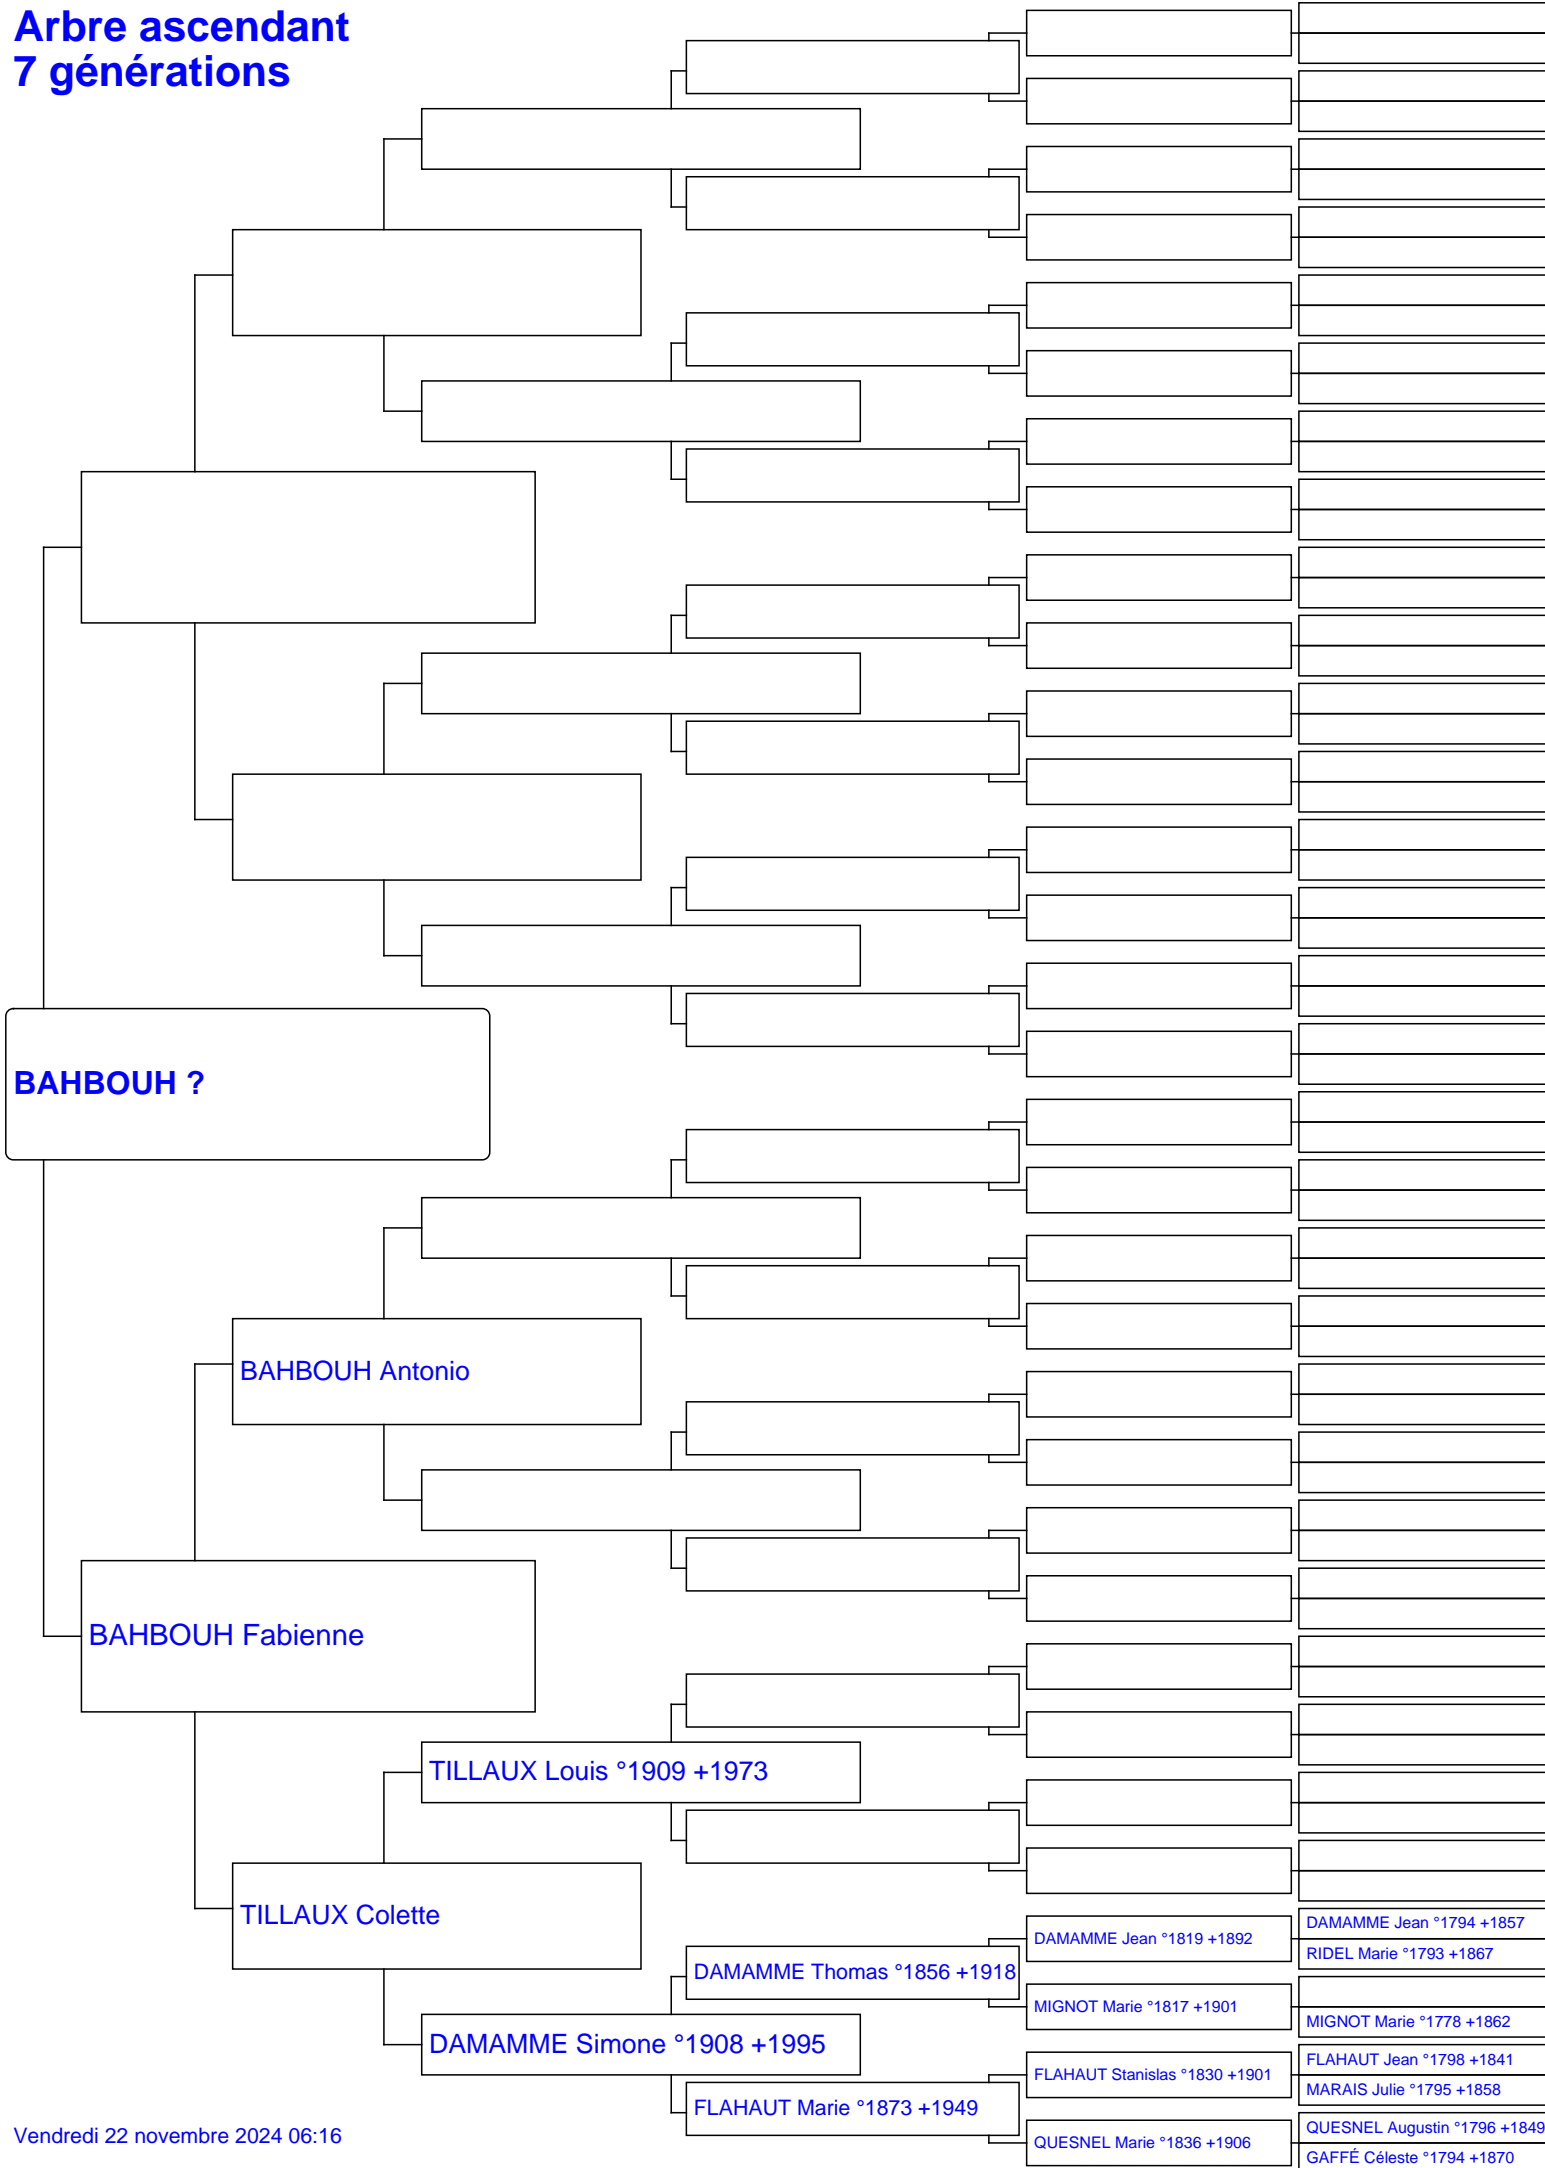 Arbre ascendant
7 générations
BAHBOUH ?
BAHBOUH Antonio
BAHBOUH Fabienne
TILLAUX Louis °1909 +1973
TILLAUX Colette
DAMAMME Jean °1794 +1857
DAMAMME Jean °1819 +1892
RIDEL Marie °1793 +1867
DAMAMME Thomas °1856 +1918
MIGNOT Marie °1817 +1901
MIGNOT Marie °1778 +1862
DAMAMME Simone °1908 +1995
FLAHAUT Jean °1798 +1841
FLAHAUT Stanislas °1830 +1901
MARAIS Julie °1795 +1858
FLAHAUT Marie °1873 +1949
QUESNEL Augustin °1796 +1849
QUESNEL Marie °1836 +1906
GAFFÉ Céleste °1794 +1870
Vendredi 22 novembre 2024 06:16